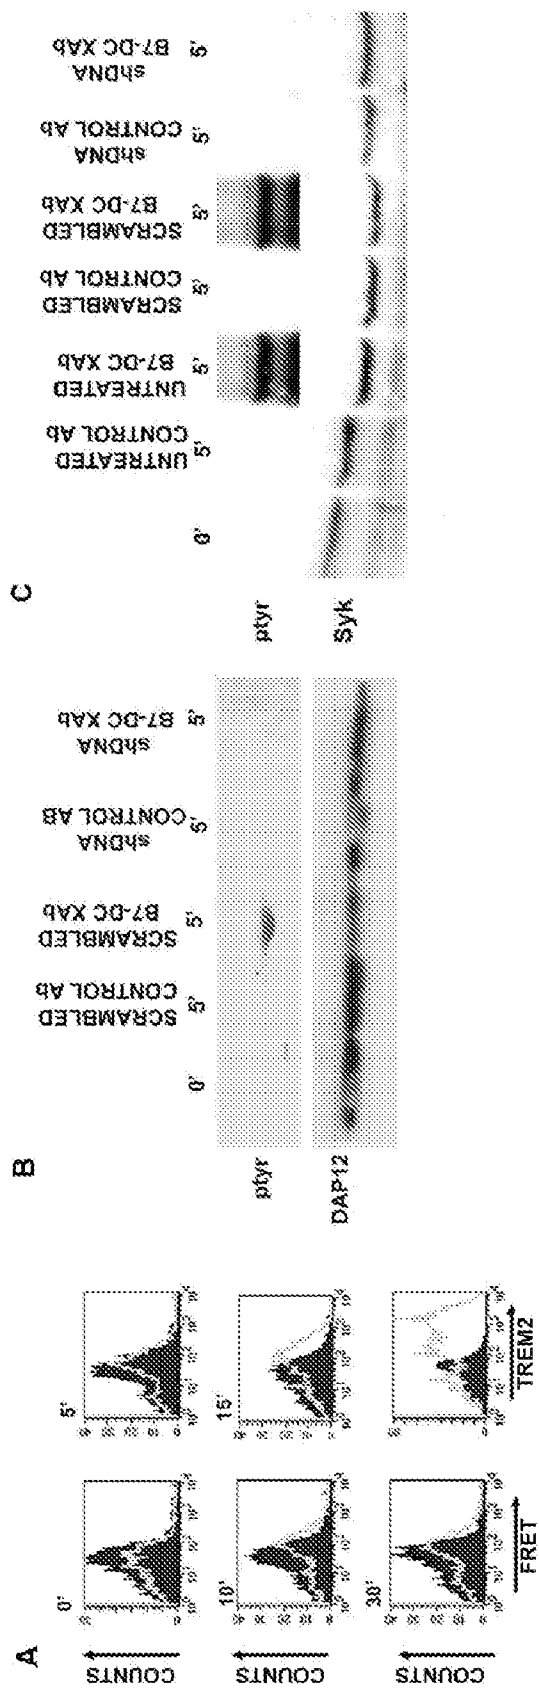 A
COUNTS
0'
5'
COUNTS
10'
15'
COUNTS
30'
FRET
TREM2
B
0'
SCRAMBLED
CONTROL Ab
5'
SCRAMBLED
B7-DC XAb
5'
shDNA
CONTROL AB
5'
shDNA
B7-DC XAb
5'
ptyr
DAP12
C
0'
UNTREATED
CONTROL Ab
5'
UNTREATED
B7-DC XAb
5'
SCRAMBLED
CONTROL Ab
5'
SCRAMBLED
B7-DC XAb
5'
shDNA
CONTROL Ab
5'
shDNA
B7-DC XAb
5'
ptyr
Syk